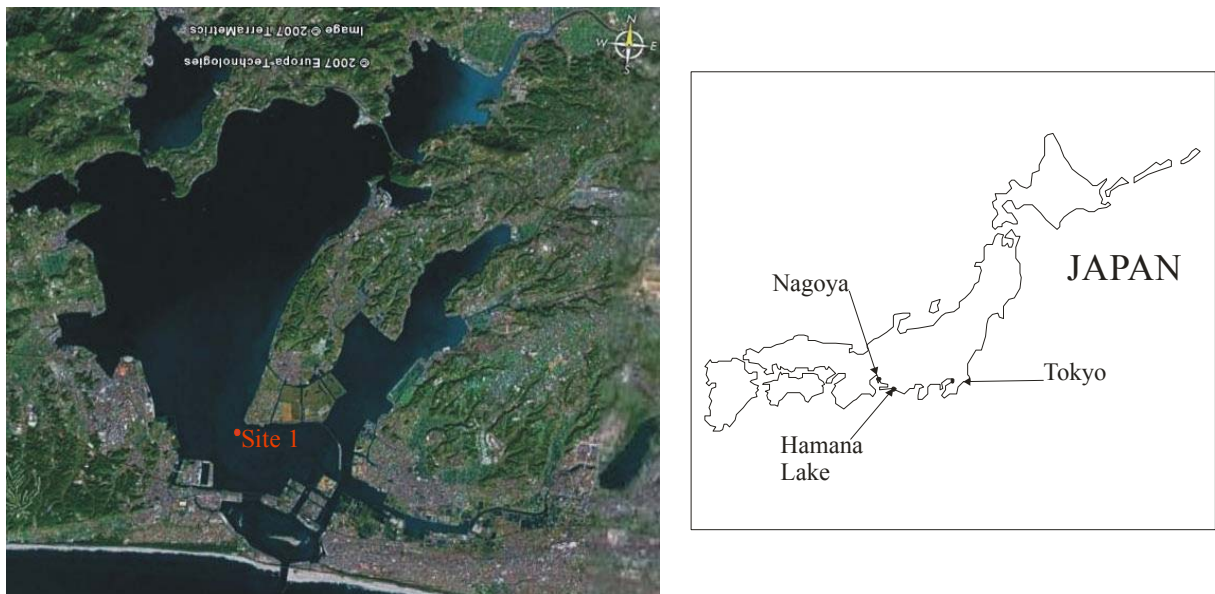 Image © 2007 TerraMetrics
© 2007 Europa Technologies
N
W E
S
Site 1
JAPAN
Nagoya
Tokyo
Hamana
Lake